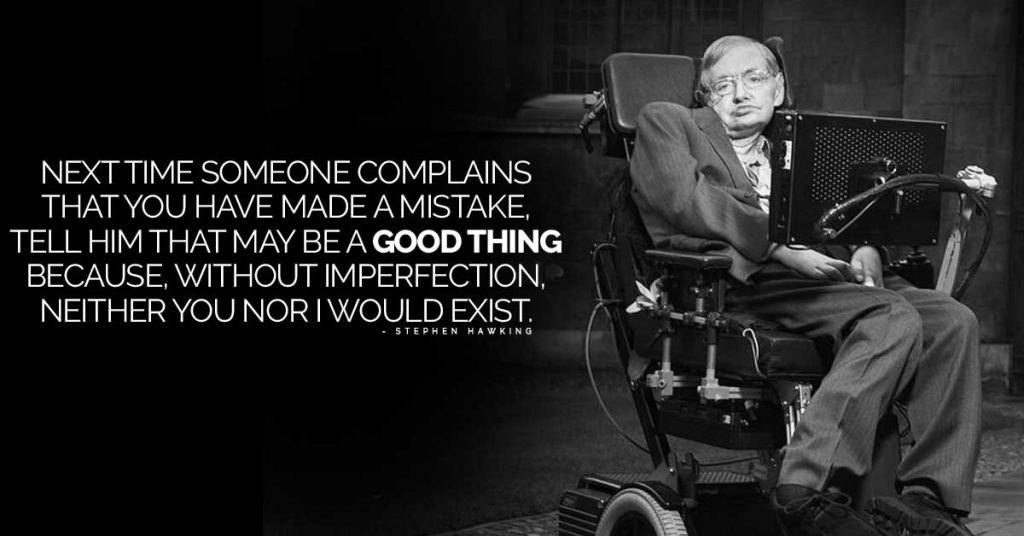 NEXT TIME SOMEONE COMPLAINS
THAT YOU HAVE MADE A MISTAKE,
TELL HIM THAT MAY BE A GOOD THING
BECAUSE, WITHOUT IMPERFECTION,
NEITHER YOU NOR I WOULD EXIST.
- STEPHEN HAWKING